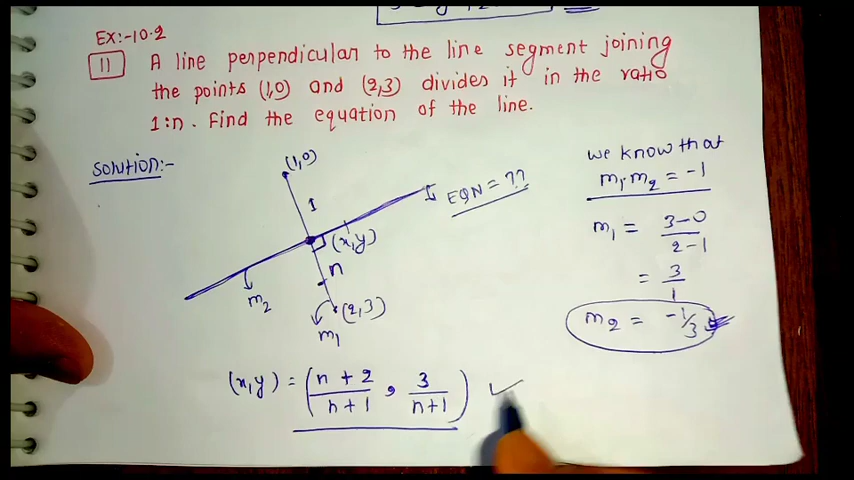 EX:-10.2
11 A line perpendicular to the line segment joining
the points (1,0) and (2,3) divides it in the ratio
1:n. Find the equation of the line.
Solution:-
(1,0)
1
EQN = ??
(x,y)
n
m2
(2,3)
m1
(x,y) = (n + 2 / n+1 , 3 / n+1) ✓
we know that
m1.m2 = -1
m1 = 3-0 / 2-1
= 3 / 1
m2 = -1/3